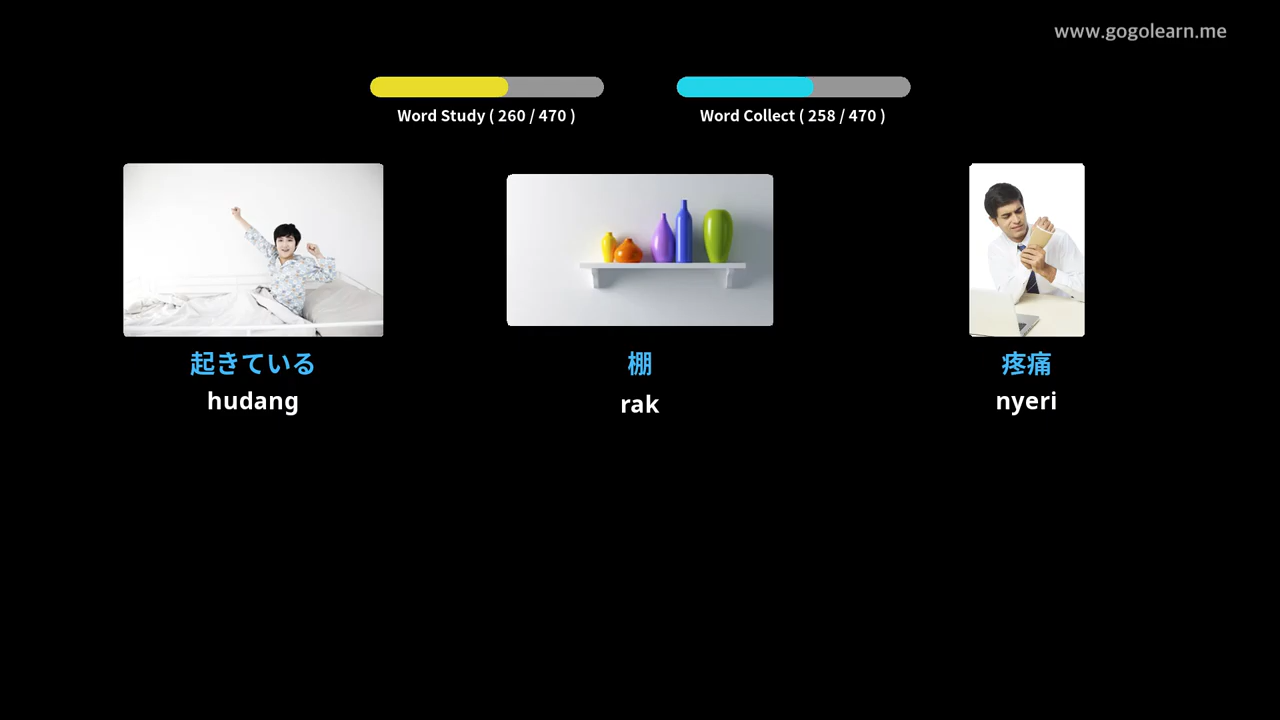 www.gogolearn.me
Word Study ( 260 / 470 )
Word Collect ( 258 / 470 )
起きている
hudang
棚
rak
疼痛
nyeri